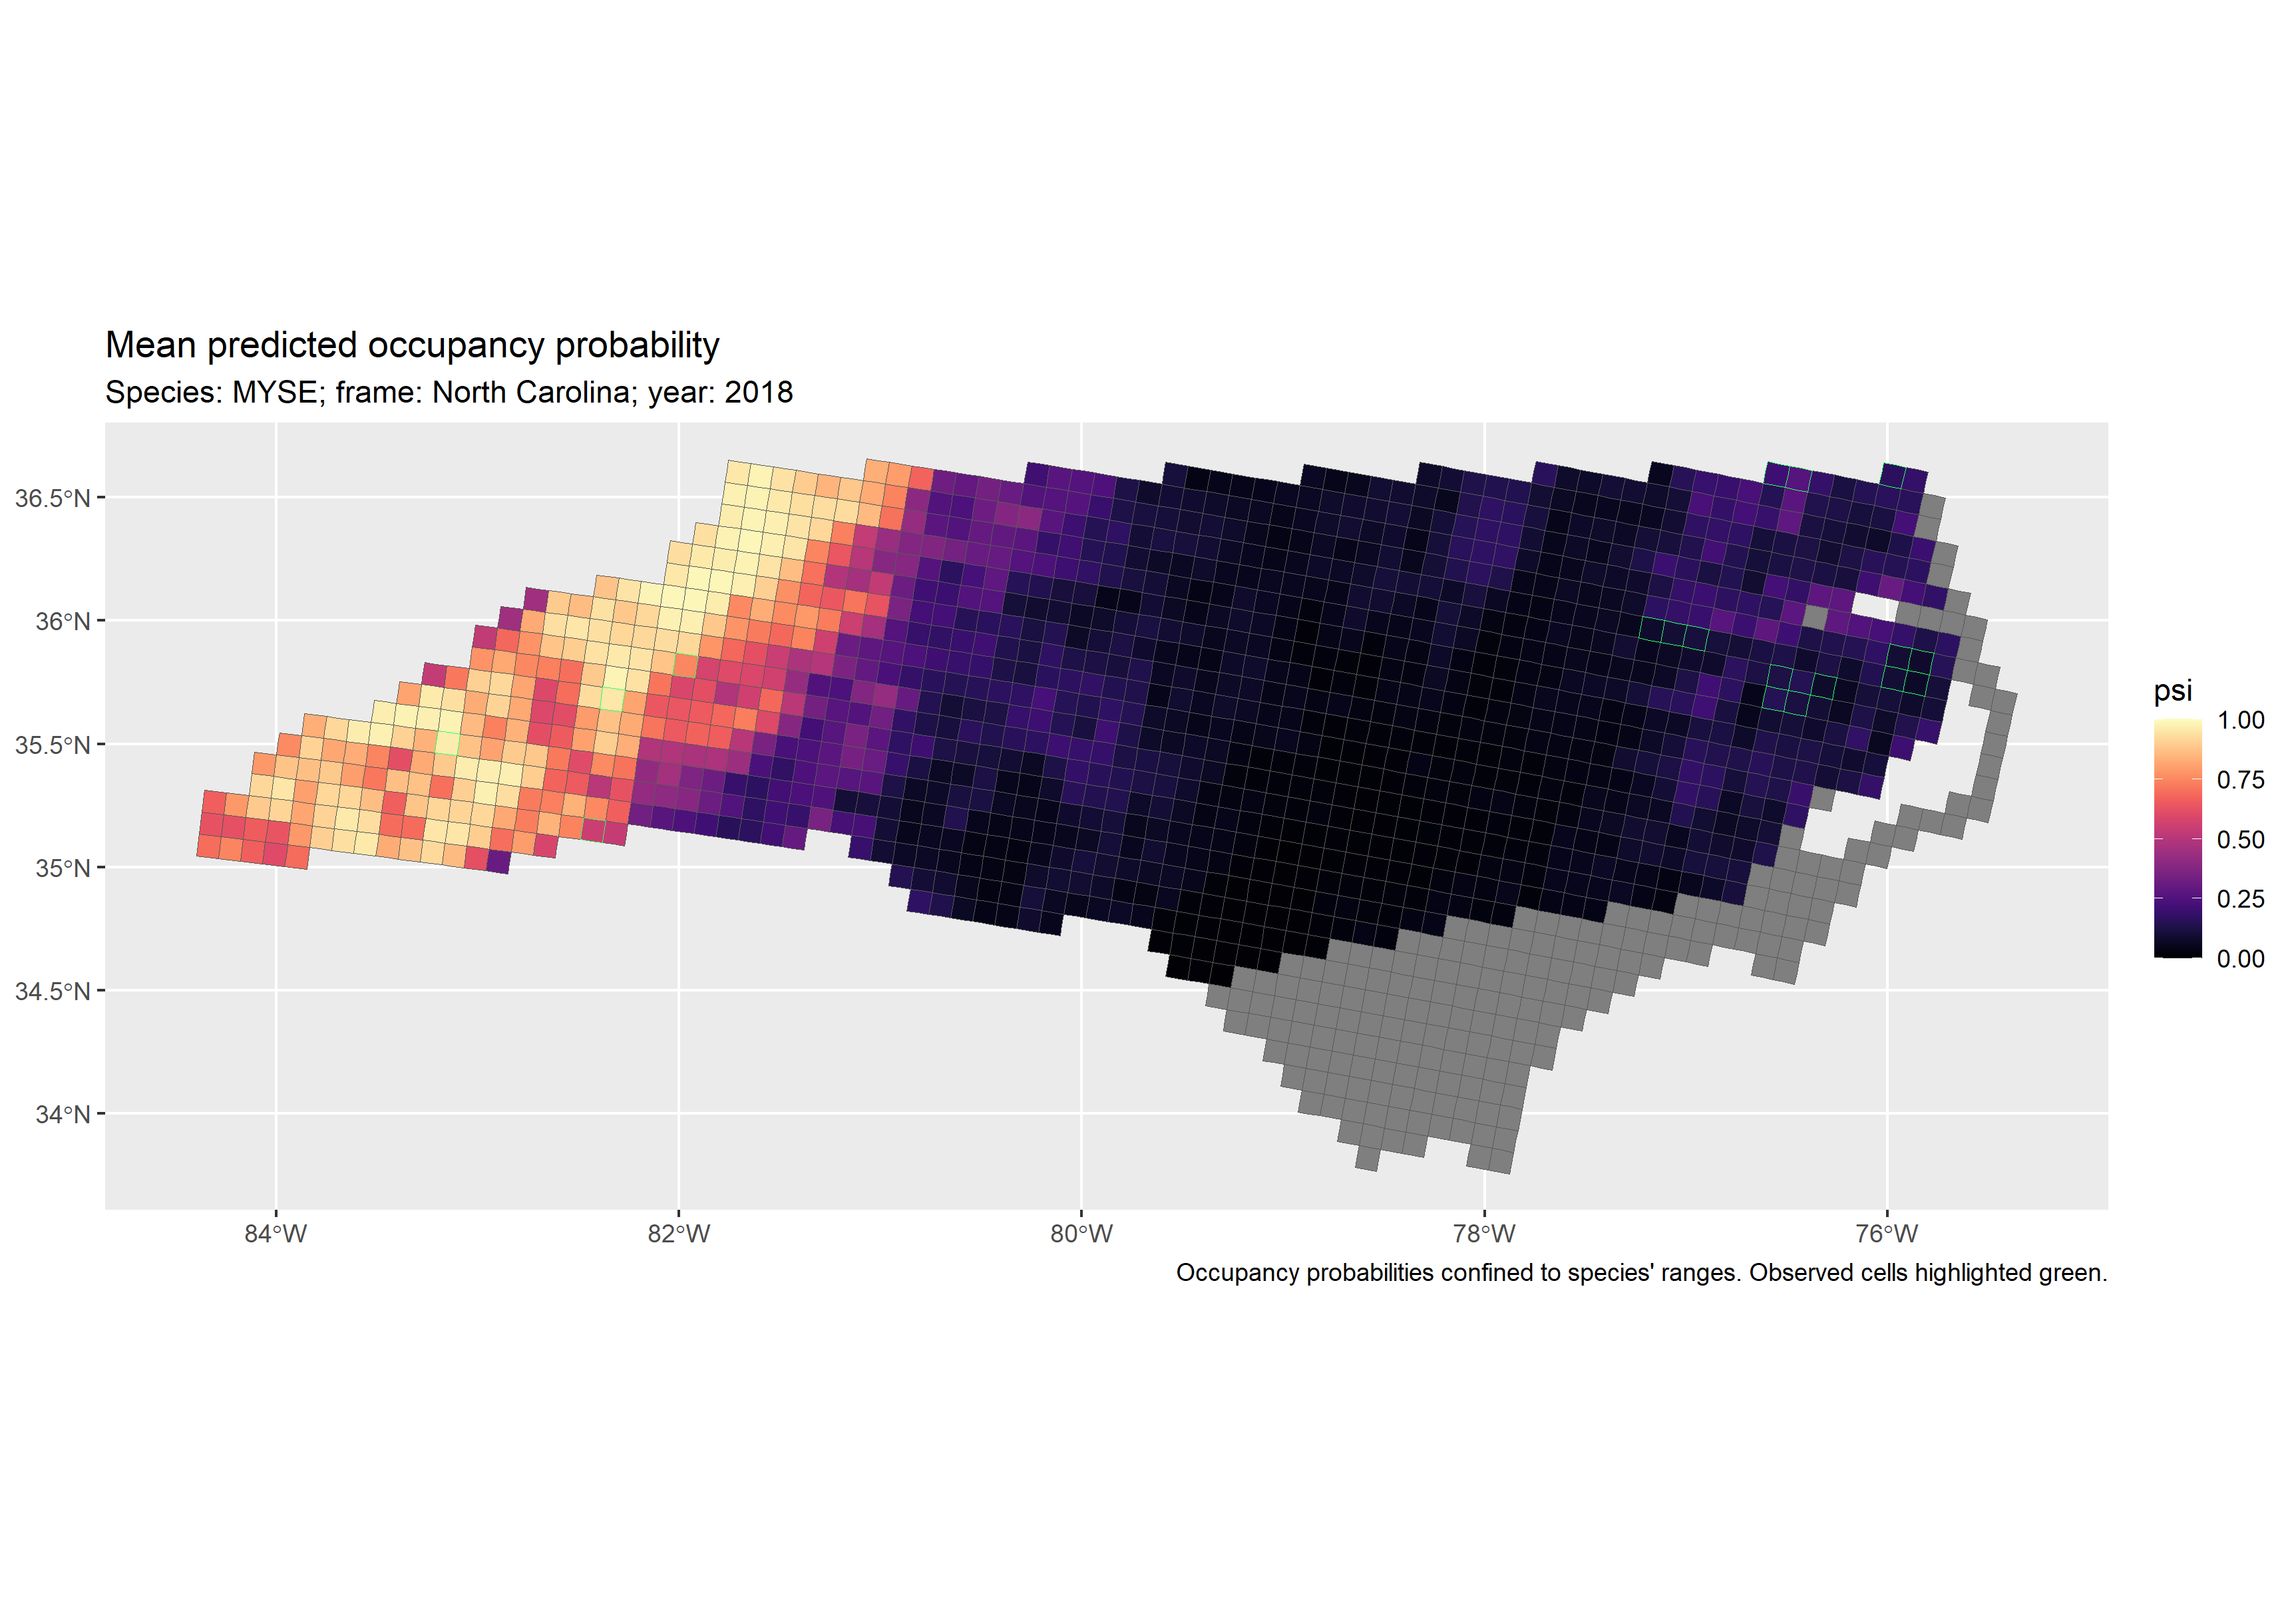 Mean predicted occupancy probability
Species: MYSE; frame: North Carolina; year: 2018
36.5°N
36°N
35.5°N
35°N
34.5°N
34°N
84°W
82°W
80°W
78°W
76°W
psi
1.00
0.75
0.50
0.25
0.00
Occupancy probabilities confined to species' ranges. Observed cells highlighted green.